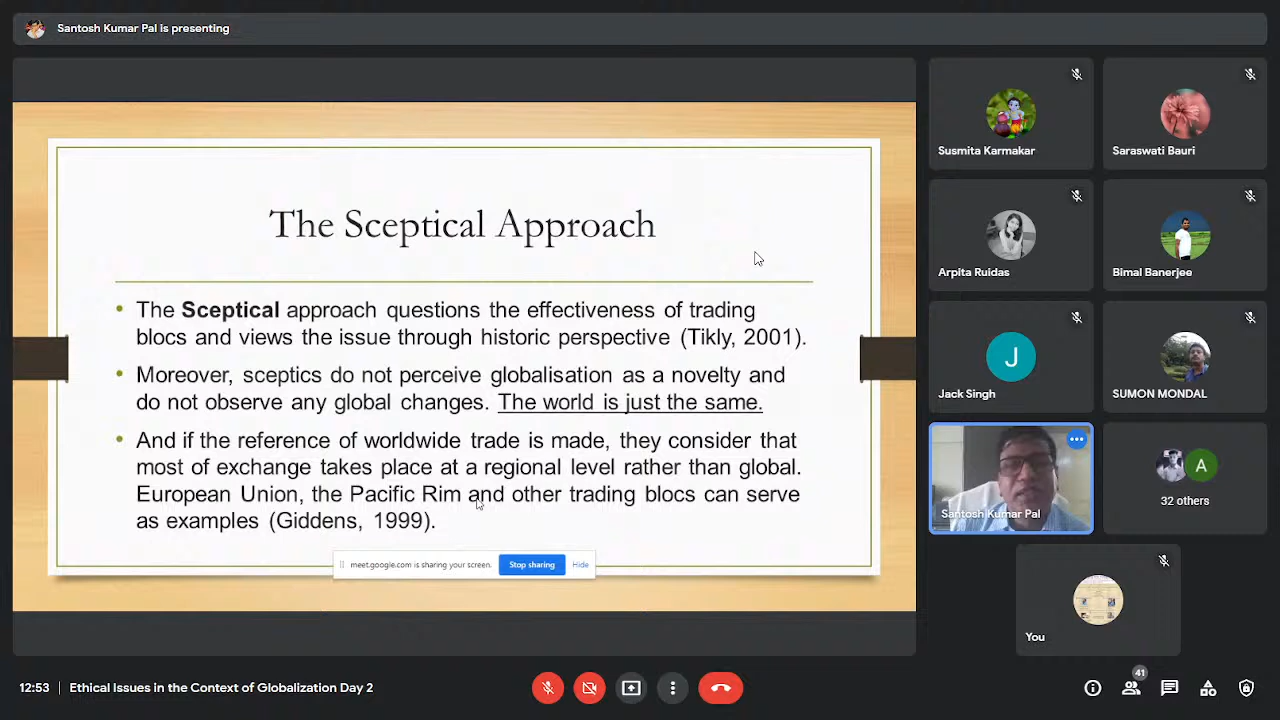 Santosh Kumar Pal is presenting
The Sceptical Approach
• The Sceptical approach questions the effectiveness of trading
blocs and views the issue through historic perspective (Tikly, 2001).
• Moreover, sceptics do not perceive globalisation as a novelty and
do not observe any global changes. The world is just the same.
• And if the reference of worldwide trade is made, they consider that
most of exchange takes place at a regional level rather than global.
European Union, the Pacific Rim and other trading blocs can serve
as examples (Giddens, 1999).
meet.google.com is sharing your screen. Stop sharing Hide
Susmita Karmakar
Saraswati Bauri
Arpita Ruidas
Bimal Banerjee
J
Jack Singh
SUMON MONDAL
Santosh Kumar Pal
A
32 others
You
12:53 | Ethical Issues in the Context of Globalization Day 2
41